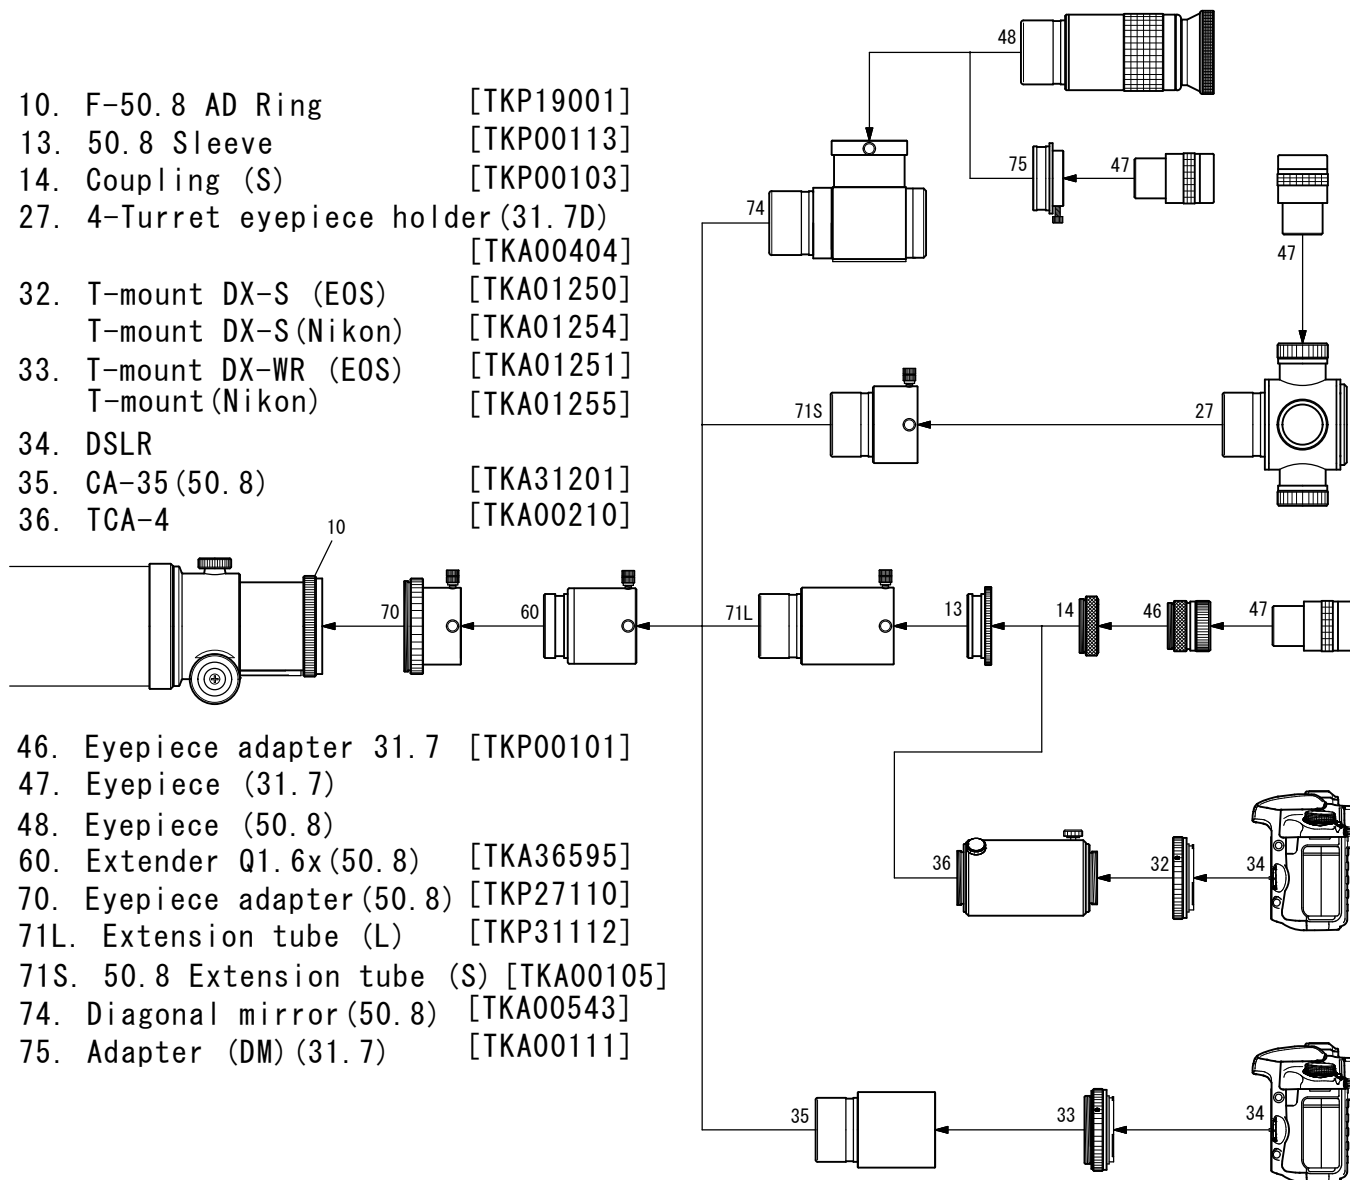 10. F-50.8 AD Ring [TKP19001]
13. 50.8 Sleeve [TKP00113]
14. Coupling (S) [TKP00103]
27. 4-Turret eyepiece holder(31.7D)
[TKA00404]
32. T-mount DX-S (EOS) [TKA01250]
T-mount DX-S(Nikon) [TKA01254]
33. T-mount DX-WR (EOS) [TKA01251]
T-mount(Nikon) [TKA01255]
34. DSLR
35. CA-35(50.8) [TKA31201]
36. TCA-4 [TKA00210]
48
75
47
74
47
71S
27
10
70
60
71L
13
14
46
47
46. Eyepiece adapter 31.7 [TKP00101]
47. Eyepiece (31.7)
48. Eyepiece (50.8)
60. Extender Q1.6x(50.8) [TKA36595]
70. Eyepiece adapter(50.8) [TKP27110]
71L. Extension tube (L) [TKP31112]
71S. 50.8 Extension tube (S) [TKA00105]
74. Diagonal mirror(50.8) [TKA00543]
75. Adapter (DM)(31.7) [TKA00111]
36
32
34
35
33
34